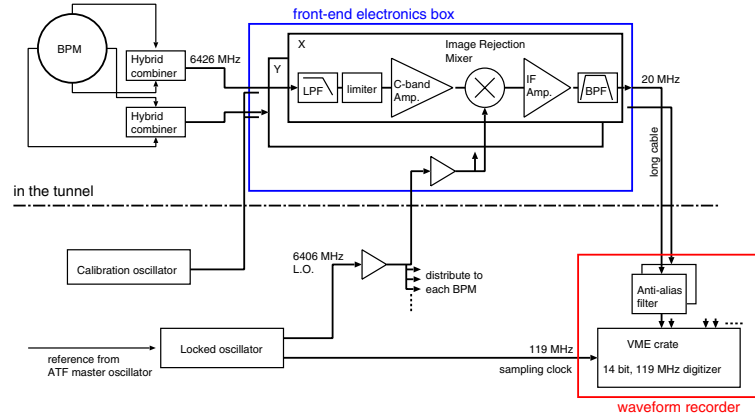 front-end electronics box
BPM
Hybrid
combiner
6426 MHz
Hybrid
combiner
X
Y
Image Rejection
Mixer
LPF
limiter
C-band
Amp.
IF
Amp.
BPF
20 MHz
long cable
in the tunnel
Calibration oscillator
6406 MHz
L.O.
distribute to
each BPM
Anti-alias
filter
Locked oscillator
reference from
ATF master oscillator
119 MHz
sampling clock
VME crate
14 bit, 119 MHz digitizer
waveform recorder